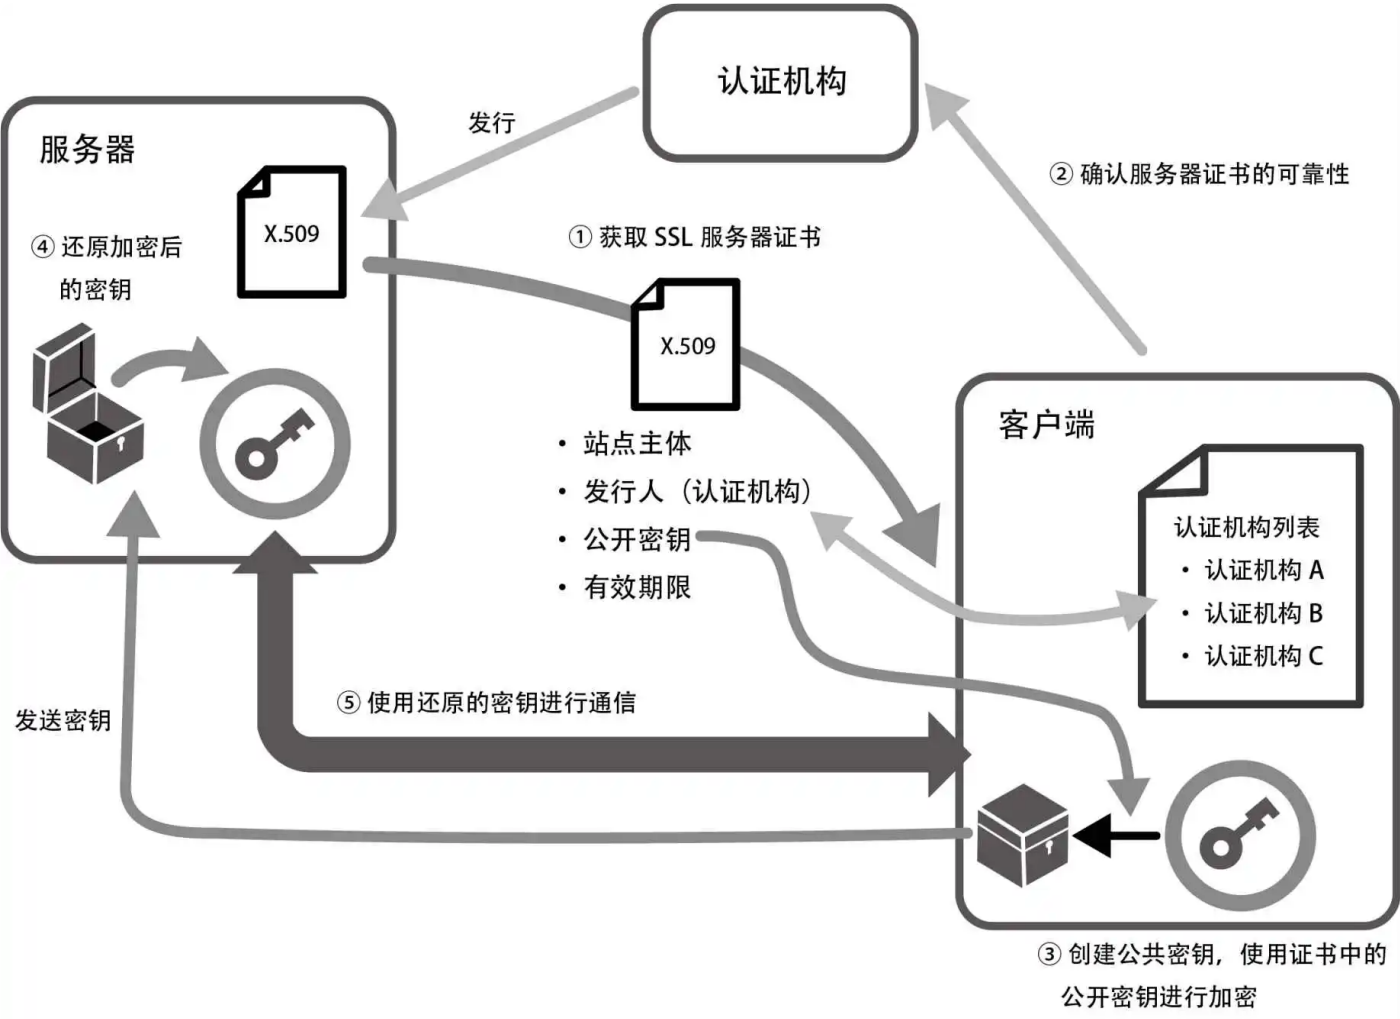 认证机构
发行
服务器
② 确认服务器证书的可靠性
X.509
① 获取 SSL 服务器证书
④ 还原加密后
的密钥
X.509
客户端
• 站点主体
• 发行人（认证机构）
• 公开密钥
• 有效期限
认证机构列表
• 认证机构 A
• 认证机构 B
• 认证机构 C
⑤ 使用还原的密钥进行通信
发送密钥
③ 创建公共密钥，使用证书中的
公开密钥进行加密